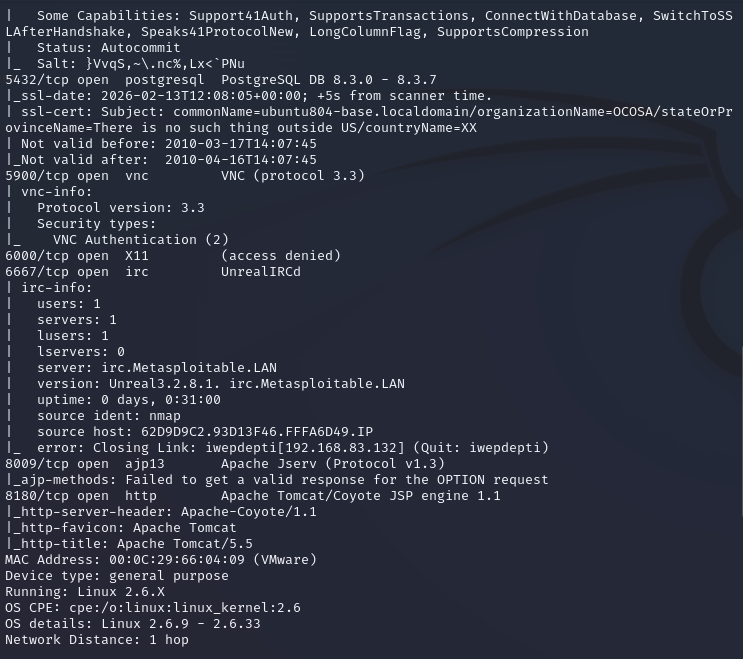 |   Some Capabilities: Support41Auth, SupportsTransactions, ConnectWithDatabase, SwitchToSS
LAfterHandshake, Speaks41ProtocolNew, LongColumnFlag, SupportsCompression
|   Status: Autocommit
|_  Salt: }VvqS,~\.nc%,Lx<`PNu
5432/tcp open  postgresql  PostgreSQL DB 8.3.0 - 8.3.7
|_ssl-date: 2026-02-13T12:08:05+00:00; +5s from scanner time.
| ssl-cert: Subject: commonName=ubuntu804-base.localdomain/organizationName=OCOSA/stateOrPr
ovinceName=There is no such thing outside US/countryName=XX
| Not valid before: 2010-03-17T14:07:45
|_Not valid after:  2010-04-16T14:07:45
5900/tcp open  vnc         VNC (protocol 3.3)
| vnc-info:
|   Protocol version: 3.3
|   Security types:
|_    VNC Authentication (2)
6000/tcp open  X11         (access denied)
6667/tcp open  irc         UnrealIRCd
| irc-info:
|   users: 1
|   servers: 1
|   lusers: 1
|   lservers: 0
|   server: irc.Metasploitable.LAN
|   version: Unreal3.2.8.1. irc.Metasploitable.LAN
|   uptime: 0 days, 0:31:00
|   source ident: nmap
|   source host: 62D9D9C2.93D13F46.FFFA6D49.IP
|_  error: Closing Link: iwepdepti[192.168.83.132] (Quit: iwepdepti)
8009/tcp open  ajp13       Apache Jserv (Protocol v1.3)
|_ajp-methods: Failed to get a valid response for the OPTION request
8180/tcp open  http        Apache Tomcat/Coyote JSP engine 1.1
|_http-server-header: Apache-Coyote/1.1
|_http-favicon: Apache Tomcat
|_http-title: Apache Tomcat/5.5
MAC Address: 00:0C:29:66:04:09 (VMware)
Device type: general purpose
Running: Linux 2.6.X
OS CPE: cpe:/o:linux:linux_kernel:2.6
OS details: Linux 2.6.9 - 2.6.33
Network Distance: 1 hop